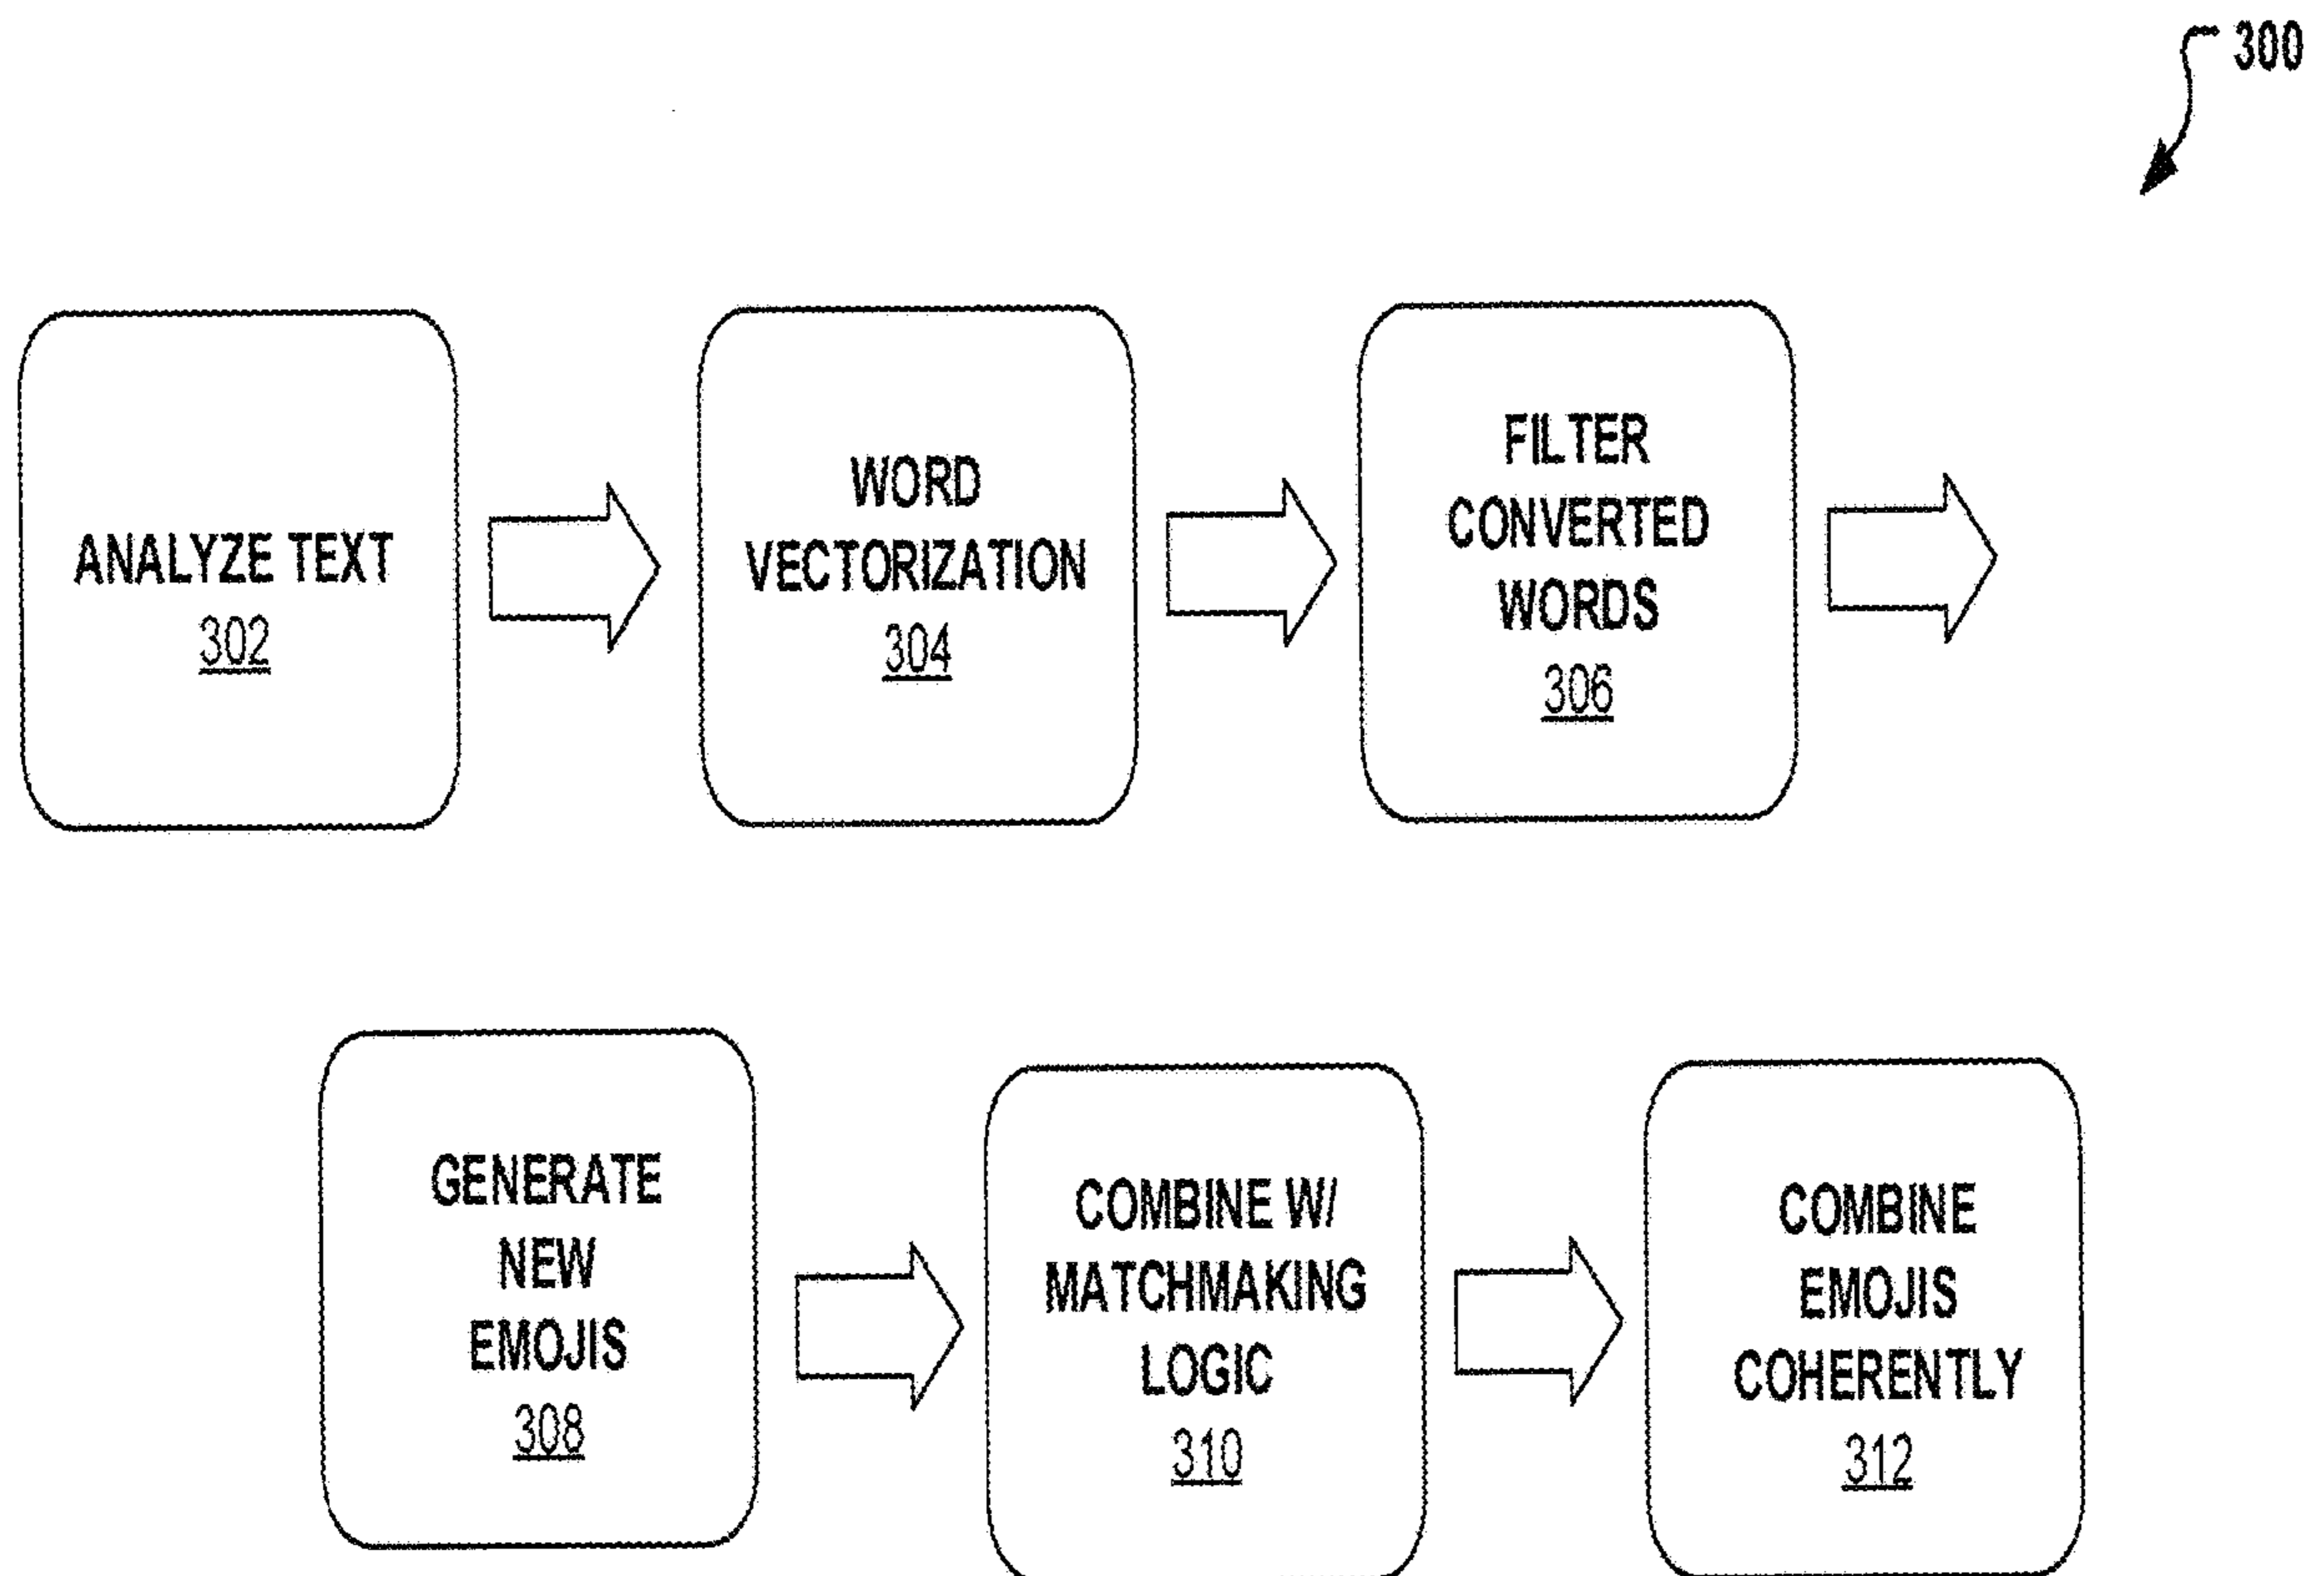 300
ANALYZE TEXT
302
WORD
VECTORIZATION
304
FILTER
CONVERTED
WORDS
306
GENERATE
NEW
EMOJIS
308
COMBINE W/
MATCHMAKING
LOGIC
310
COMBINE
EMOJIS
COHERENTLY
312